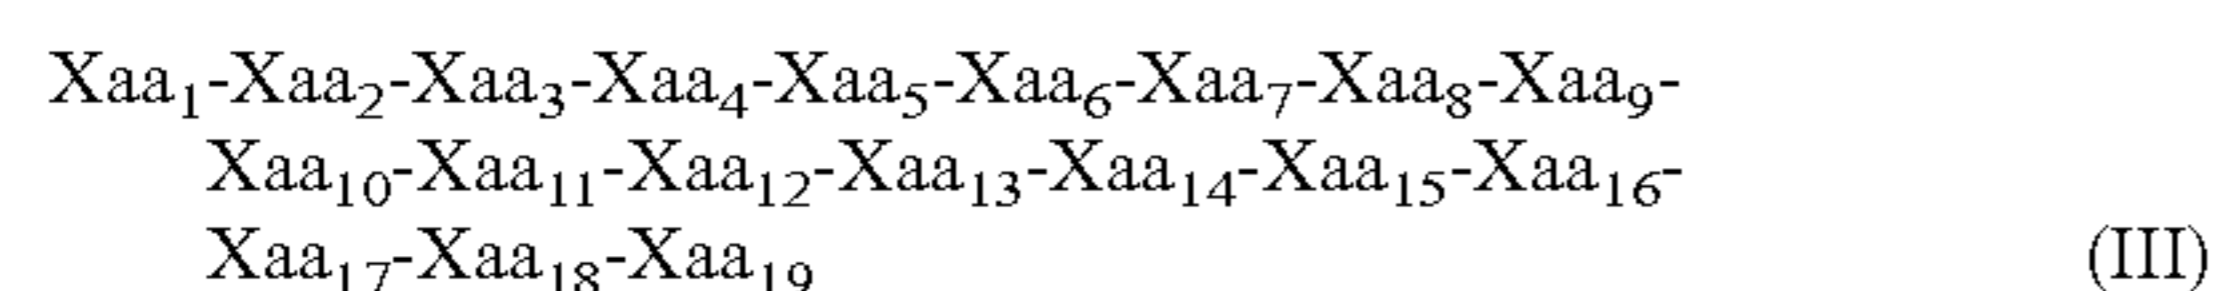 Xaa₁-Xaa₂-Xaa₃-Xaa₄-Xaa₅-Xaa₆-Xaa₇-Xaa₈-Xaa₉-
Xaa₁₀-Xaa₁₁-Xaa₁₂-Xaa₁₃-Xaa₁₄-Xaa₁₅-Xaa₁₆-
Xaa₁₇-Xaa₁₈-Xaa₁₉ (III)